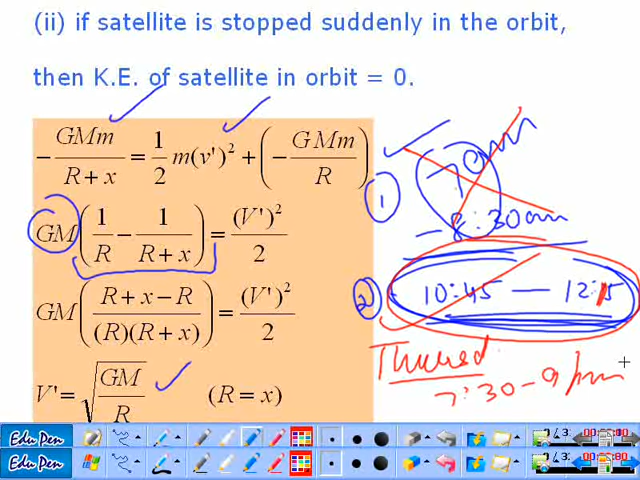 (ii) if satellite is stopped suddenly in the orbit,
then K.E. of satellite in orbit = 0.
-GMm/(R + x) = 1/2 m(v')² + (-GMm/R)
GM(1/R - 1/(R + x)) = (V')²/2
GM((R + x - R)/((R)(R + x))) = (V')²/2
V' = √(GM/R) (R = x)
①
- 8:30am
② 10:45 — 12:15
7:30-9 pm
Edu Pen
Edu Pen